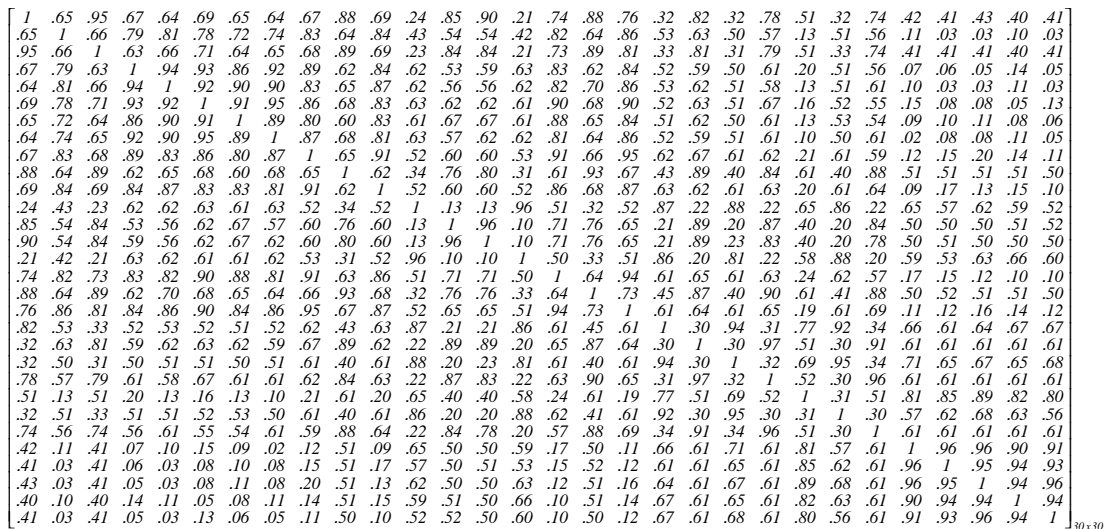 1 .65 .95 .67 .64 .69 .65 .64 .67 .88 .69 .24 .85 .90 .21 .74 .88 .76 .32 .82 .32 .78 .51 .32 .74 .42 .41 .43 .40 .41
.65 1 .66 .79 .81 .78 .72 .74 .83 .64 .84 .43 .54 .54 .42 .82 .64 .86 .53 .63 .50 .57 .13 .51 .56 .11 .03 .03 .10 .03
.95 .66 1 .63 .66 .71 .64 .65 .68 .89 .69 .23 .84 .84 .21 .73 .89 .81 .33 .81 .31 .79 .51 .33 .74 .41 .41 .41 .40 .41
.67 .79 .63 1 .94 .93 .86 .92 .89 .62 .84 .62 .53 .59 .63 .83 .62 .84 .52 .59 .50 .61 .20 .51 .56 .07 .06 .05 .14 .05
.64 .81 .66 .94 1 .92 .90 .90 .83 .65 .87 .62 .56 .56 .62 .82 .70 .86 .53 .62 .51 .58 .13 .51 .61 .10 .03 .03 .11 .03
.69 .78 .71 .93 .92 1 .91 .95 .86 .68 .83 .63 .62 .62 .61 .90 .68 .90 .52 .63 .51 .67 .16 .52 .55 .15 .08 .08 .05 .13
.65 .72 .64 .86 .90 .91 1 .89 .80 .60 .83 .61 .67 .67 .61 .88 .65 .84 .51 .62 .50 .61 .13 .53 .54 .09 .10 .11 .08 .06
.64 .74 .65 .92 .90 .95 .89 1 .87 .68 .81 .63 .57 .62 .62 .81 .64 .86 .52 .59 .51 .61 .10 .50 .61 .02 .08 .08 .11 .05
.67 .83 .68 .89 .83 .86 .80 .87 1 .65 .91 .52 .60 .60 .53 .91 .66 .95 .62 .67 .61 .62 .21 .61 .59 .12 .15 .20 .14 .11
.88 .64 .89 .62 .65 .68 .60 .68 .65 1 .62 .34 .76 .80 .31 .61 .93 .67 .43 .89 .40 .84 .61 .40 .88 .51 .51 .51 .51 .50
.69 .84 .69 .84 .87 .83 .83 .81 .91 .62 1 .52 .60 .60 .52 .86 .68 .87 .63 .62 .61 .63 .20 .61 .64 .09 .17 .13 .15 .10
.24 .43 .23 .62 .62 .63 .61 .63 .52 .34 .52 1 .13 .13 .96 .51 .32 .52 .87 .22 .88 .22 .65 .86 .22 .65 .57 .62 .59 .52
.85 .54 .84 .53 .56 .62 .67 .57 .60 .76 .60 .13 1 .96 .10 .71 .76 .65 .21 .89 .20 .87 .40 .20 .84 .50 .50 .50 .51 .52
.90 .54 .84 .59 .56 .62 .67 .62 .60 .80 .60 .13 .96 1 .10 .71 .76 .65 .21 .89 .23 .83 .40 .20 .78 .50 .51 .50 .50 .50
.21 .42 .21 .63 .62 .61 .61 .62 .53 .31 .52 .96 .10 .10 1 .50 .33 .51 .86 .20 .81 .22 .58 .88 .20 .59 .53 .63 .66 .60
.74 .82 .73 .83 .82 .90 .88 .81 .91 .63 .86 .51 .71 .71 .50 1 .64 .94 .61 .65 .61 .63 .24 .62 .57 .17 .15 .12 .10 .10
.88 .64 .89 .62 .70 .68 .65 .64 .66 .93 .68 .32 .76 .76 .33 .64 1 .73 .45 .87 .40 .90 .61 .41 .88 .50 .52 .51 .51 .50
.76 .86 .81 .84 .86 .90 .84 .86 .95 .67 .87 .52 .65 .65 .51 .94 .73 1 .61 .64 .61 .65 .19 .61 .69 .11 .12 .16 .14 .12
.82 .53 .33 .52 .53 .52 .51 .52 .62 .43 .63 .87 .21 .21 .86 .61 .45 .61 1 .30 .94 .31 .77 .92 .34 .66 .61 .64 .67 .67
.32 .63 .81 .59 .62 .63 .62 .59 .67 .89 .62 .22 .89 .89 .20 .65 .87 .64 .30 1 .30 .97 .51 .30 .91 .61 .61 .61 .61 .61
.32 .50 .31 .50 .51 .51 .50 .51 .61 .40 .61 .88 .20 .23 .81 .61 .40 .61 .94 .30 1 .32 .69 .95 .34 .71 .65 .67 .65 .68
.78 .57 .79 .61 .58 .67 .61 .61 .62 .84 .63 .22 .87 .83 .22 .63 .90 .65 .31 .97 .32 1 .52 .30 .96 .61 .61 .61 .61 .61
.51 .13 .51 .20 .13 .16 .13 .10 .21 .61 .20 .65 .40 .40 .58 .24 .61 .19 .77 .51 .69 .52 1 .31 .51 .81 .85 .89 .82 .80
.32 .51 .33 .51 .51 .52 .53 .50 .61 .40 .61 .86 .20 .20 .88 .62 .41 .61 .92 .30 .95 .30 .31 1 .30 .57 .62 .68 .63 .56
.74 .56 .74 .56 .61 .55 .54 .61 .59 .88 .64 .22 .84 .78 .20 .57 .88 .69 .34 .91 .34 .96 .51 .30 1 .61 .61 .61 .61 .61
.42 .11 .41 .07 .10 .15 .09 .02 .12 .51 .09 .65 .50 .50 .59 .17 .50 .11 .66 .61 .71 .61 .81 .57 .61 1 .96 .96 .90 .91
.41 .03 .41 .06 .03 .08 .10 .08 .15 .51 .17 .57 .50 .51 .53 .15 .52 .12 .61 .61 .65 .61 .85 .62 .61 .96 1 .95 .94 .93
.43 .03 .41 .05 .03 .08 .11 .08 .20 .51 .13 .62 .50 .50 .63 .12 .51 .16 .64 .61 .67 .61 .89 .68 .61 .96 .95 1 .94 .96
.40 .10 .40 .14 .11 .05 .08 .11 .14 .51 .15 .59 .51 .50 .66 .10 .51 .14 .67 .61 .65 .61 .82 .63 .61 .90 .94 .94 1 .94
.41 .03 .41 .05 .03 .13 .06 .05 .11 .50 .10 .52 .52 .50 .60 .10 .50 .12 .67 .61 .68 .61 .80 .56 .61 .91 .93 .96 .94 1
30x30